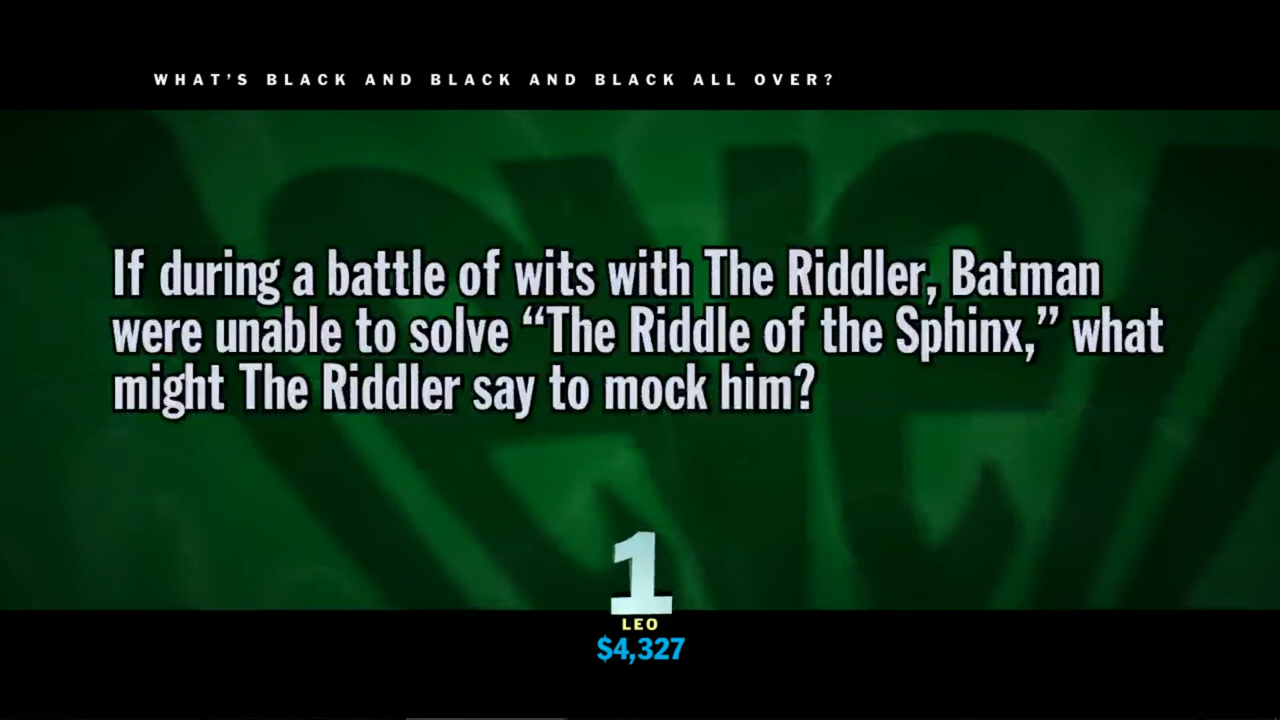 WHAT'S BLACK AND BLACK AND BLACK ALL OVER?
If during a battle of wits with The Riddler, Batman
were unable to solve “The Riddle of the Sphinx,” what
might The Riddler say to mock him?
1
LEO
$4,327